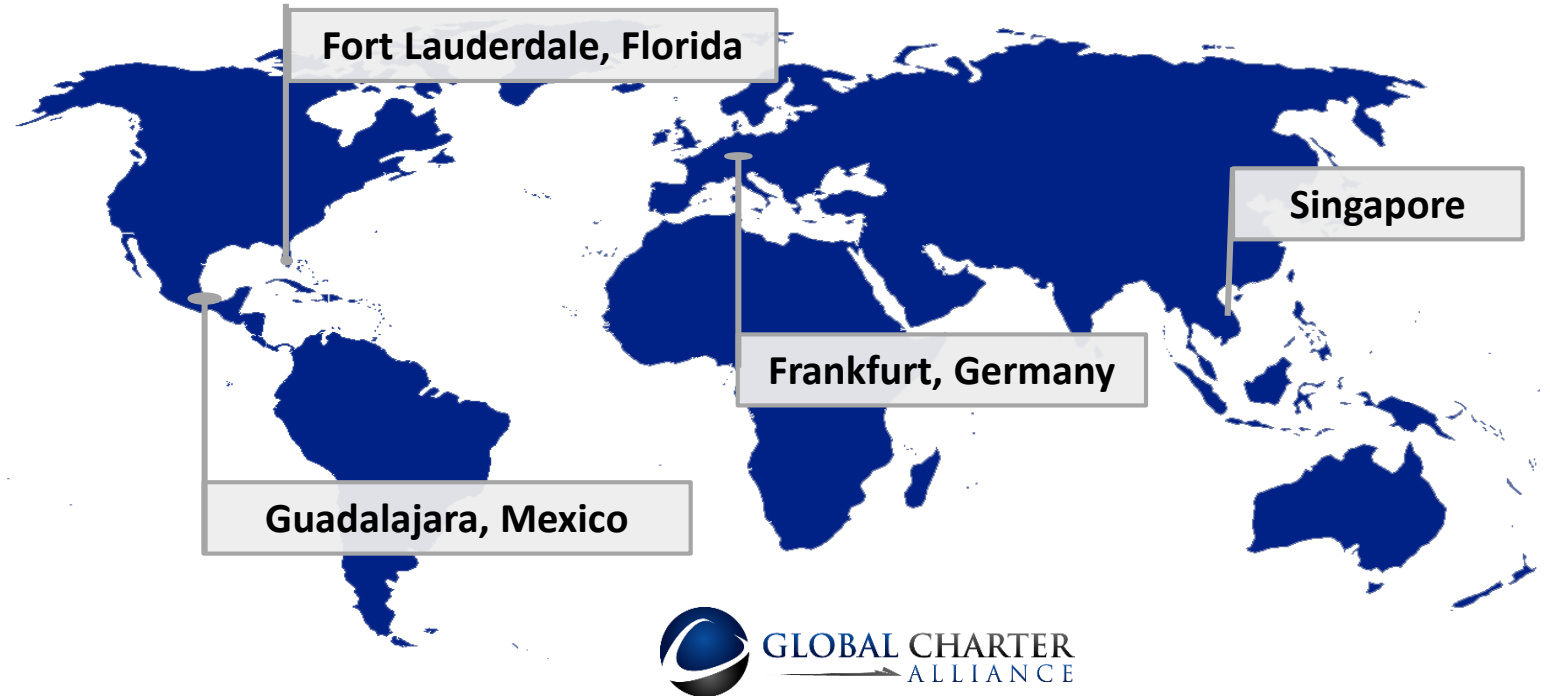 Fort Lauderdale, Florida
Singapore
Frankfurt, Germany
Guadalajara, Mexico
GLOBAL CHARTER
ALLIANCE